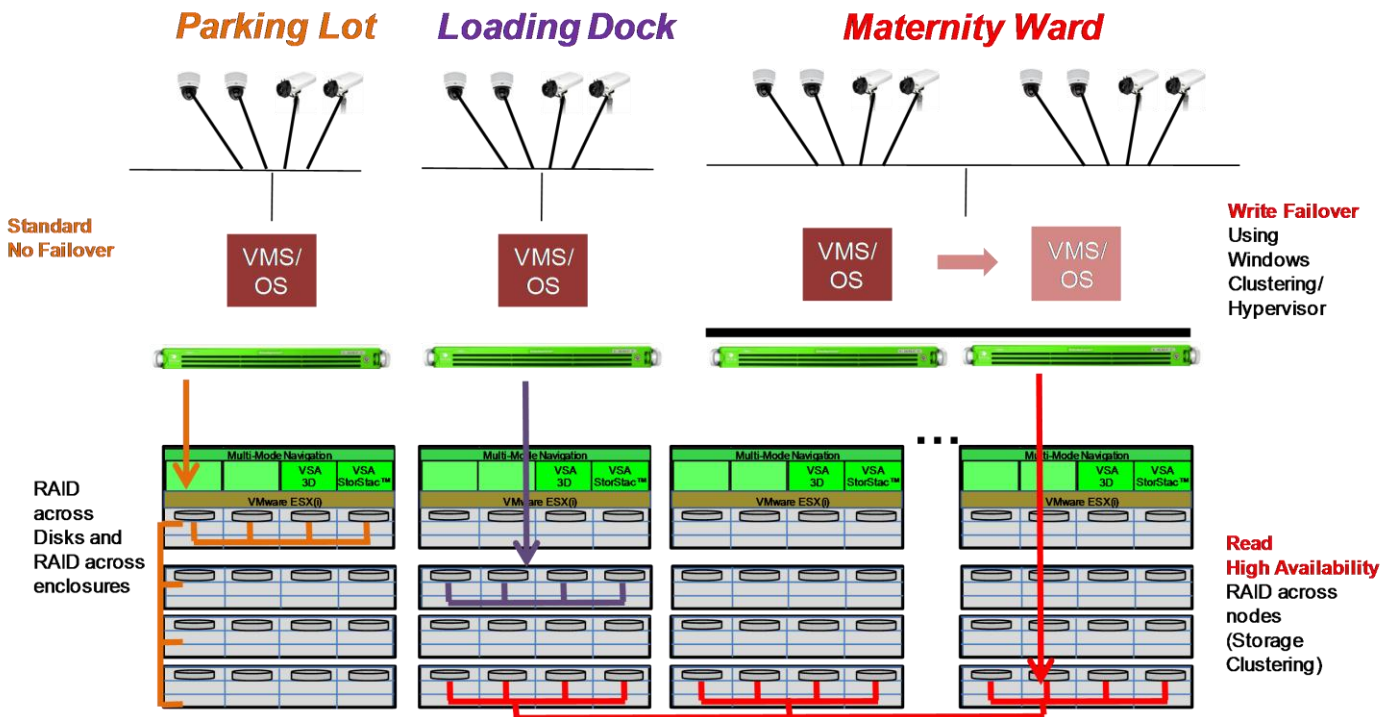 Parking Lot
Loading Dock
Maternity Ward
Standard
No Failover
VMS/
OS
VMS/
OS
VMS/
OS
VMS/
OS
Write Failover
Using
Windows
Clustering/
Hypervisor
...
Multi-Mode Navigation
VSA
3D
VSA
StorStac™
VMware ESX(i)
Multi-Mode Navigation
VSA
3D
VSA
StorStac™
VMware ESX(i)
Multi-Mode Navigation
VSA
3D
VSA
StorStac™
VMware ESX(i)
Multi-Mode Navigation
VSA
3D
VSA
StorStac™
VMware ESX(i)
RAID
across
Disks and
RAID across
enclosures
Read
High Availability
RAID across
nodes
(Storage
Clustering)